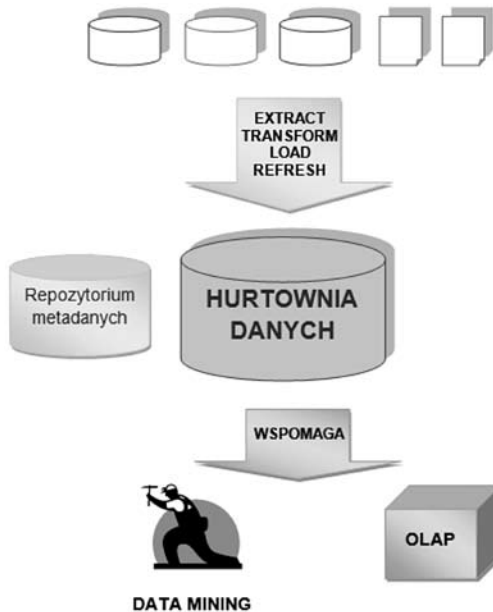 EXTRACT
TRANSFORM
LOAD
REFRESH
Repozytorium
metadanych
HURTOWNIA
DANYCH
WSPOMAGA
OLAP
DATA MINING